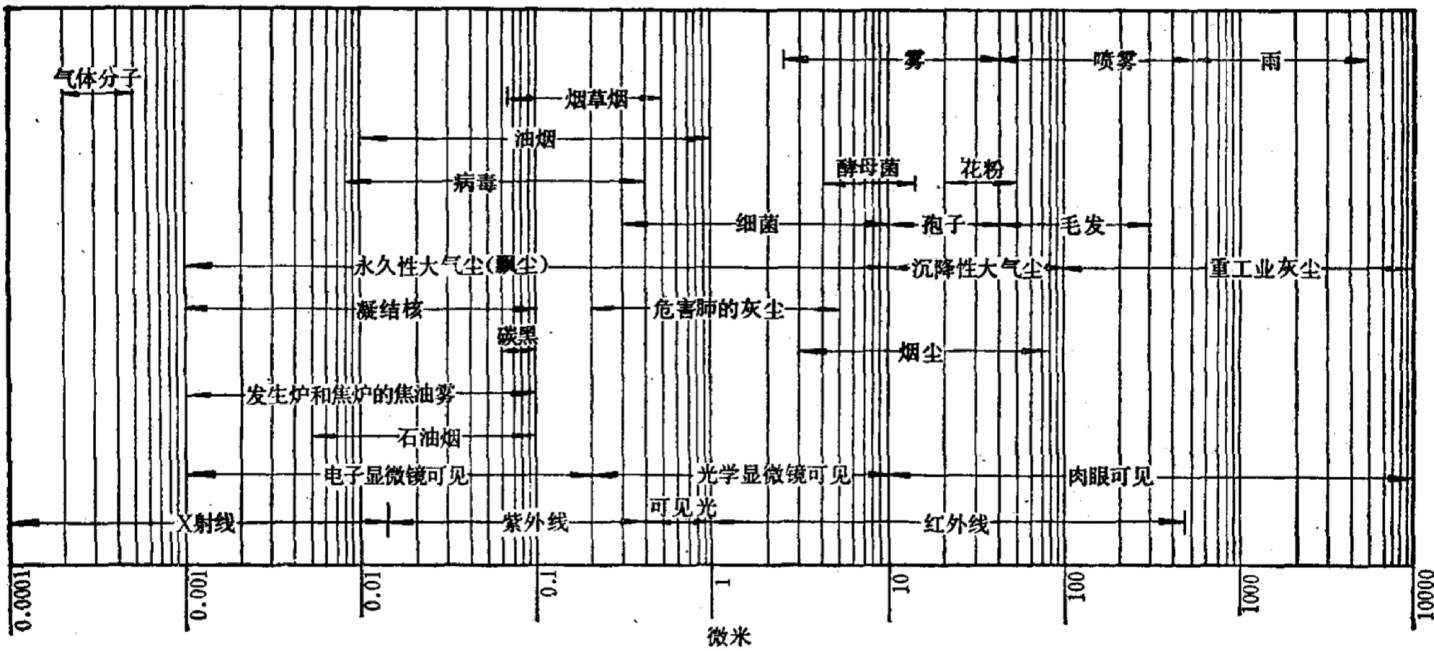 雾 喷雾 雨
气体分子
烟草烟
油烟
酵母菌 花粉
病毒
细菌 孢子 毛发
永久性大气尘(飘尘) 沉降性大气尘 重工业灰尘
凝结核 危害肺的灰尘
碳黑
烟尘
发生炉和焦炉的焦油雾
石油烟
电子显微镜可见 光学显微镜可见 肉眼可见
可见光
X射线 紫外线 红外线
0.0001 0.001 0.01 0.1 1 10 100 1000 10000
微米